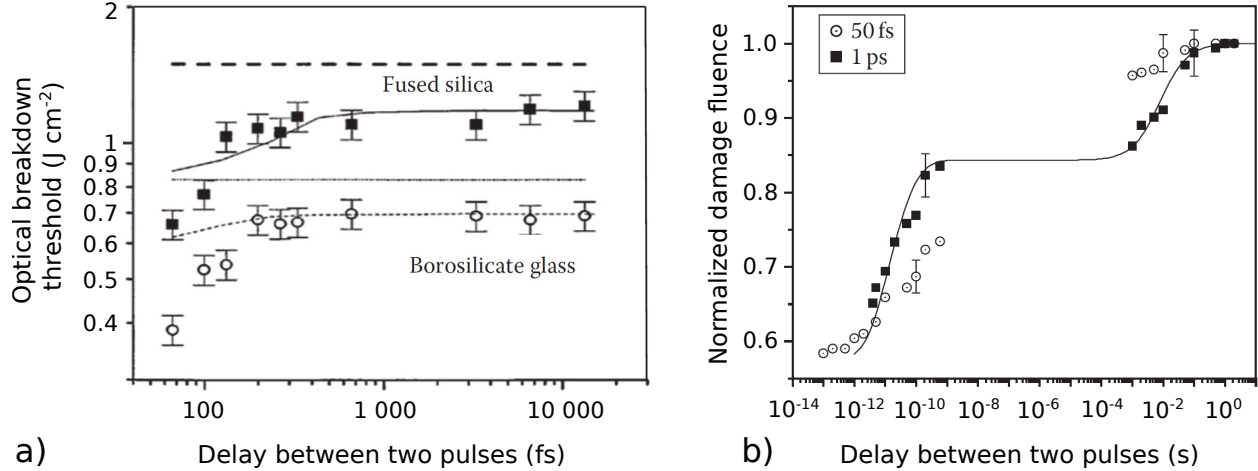 2
1
0.9
0.8
0.7
0.6
0.5
0.4
Optical breakdown
threshold (J cm⁻²)
Fused silica
Borosilicate glass
100
1 000
10 000
a)
Delay between two pulses (fs)
50 fs
1 ps
1.0
0.9
0.8
0.7
0.6
Normalized damage fluence
10⁻¹⁴
10⁻¹²
10⁻¹⁰
10⁻⁸
10⁻⁶
10⁻⁴
10⁻²
10⁰
b)
Delay between two pulses (s)